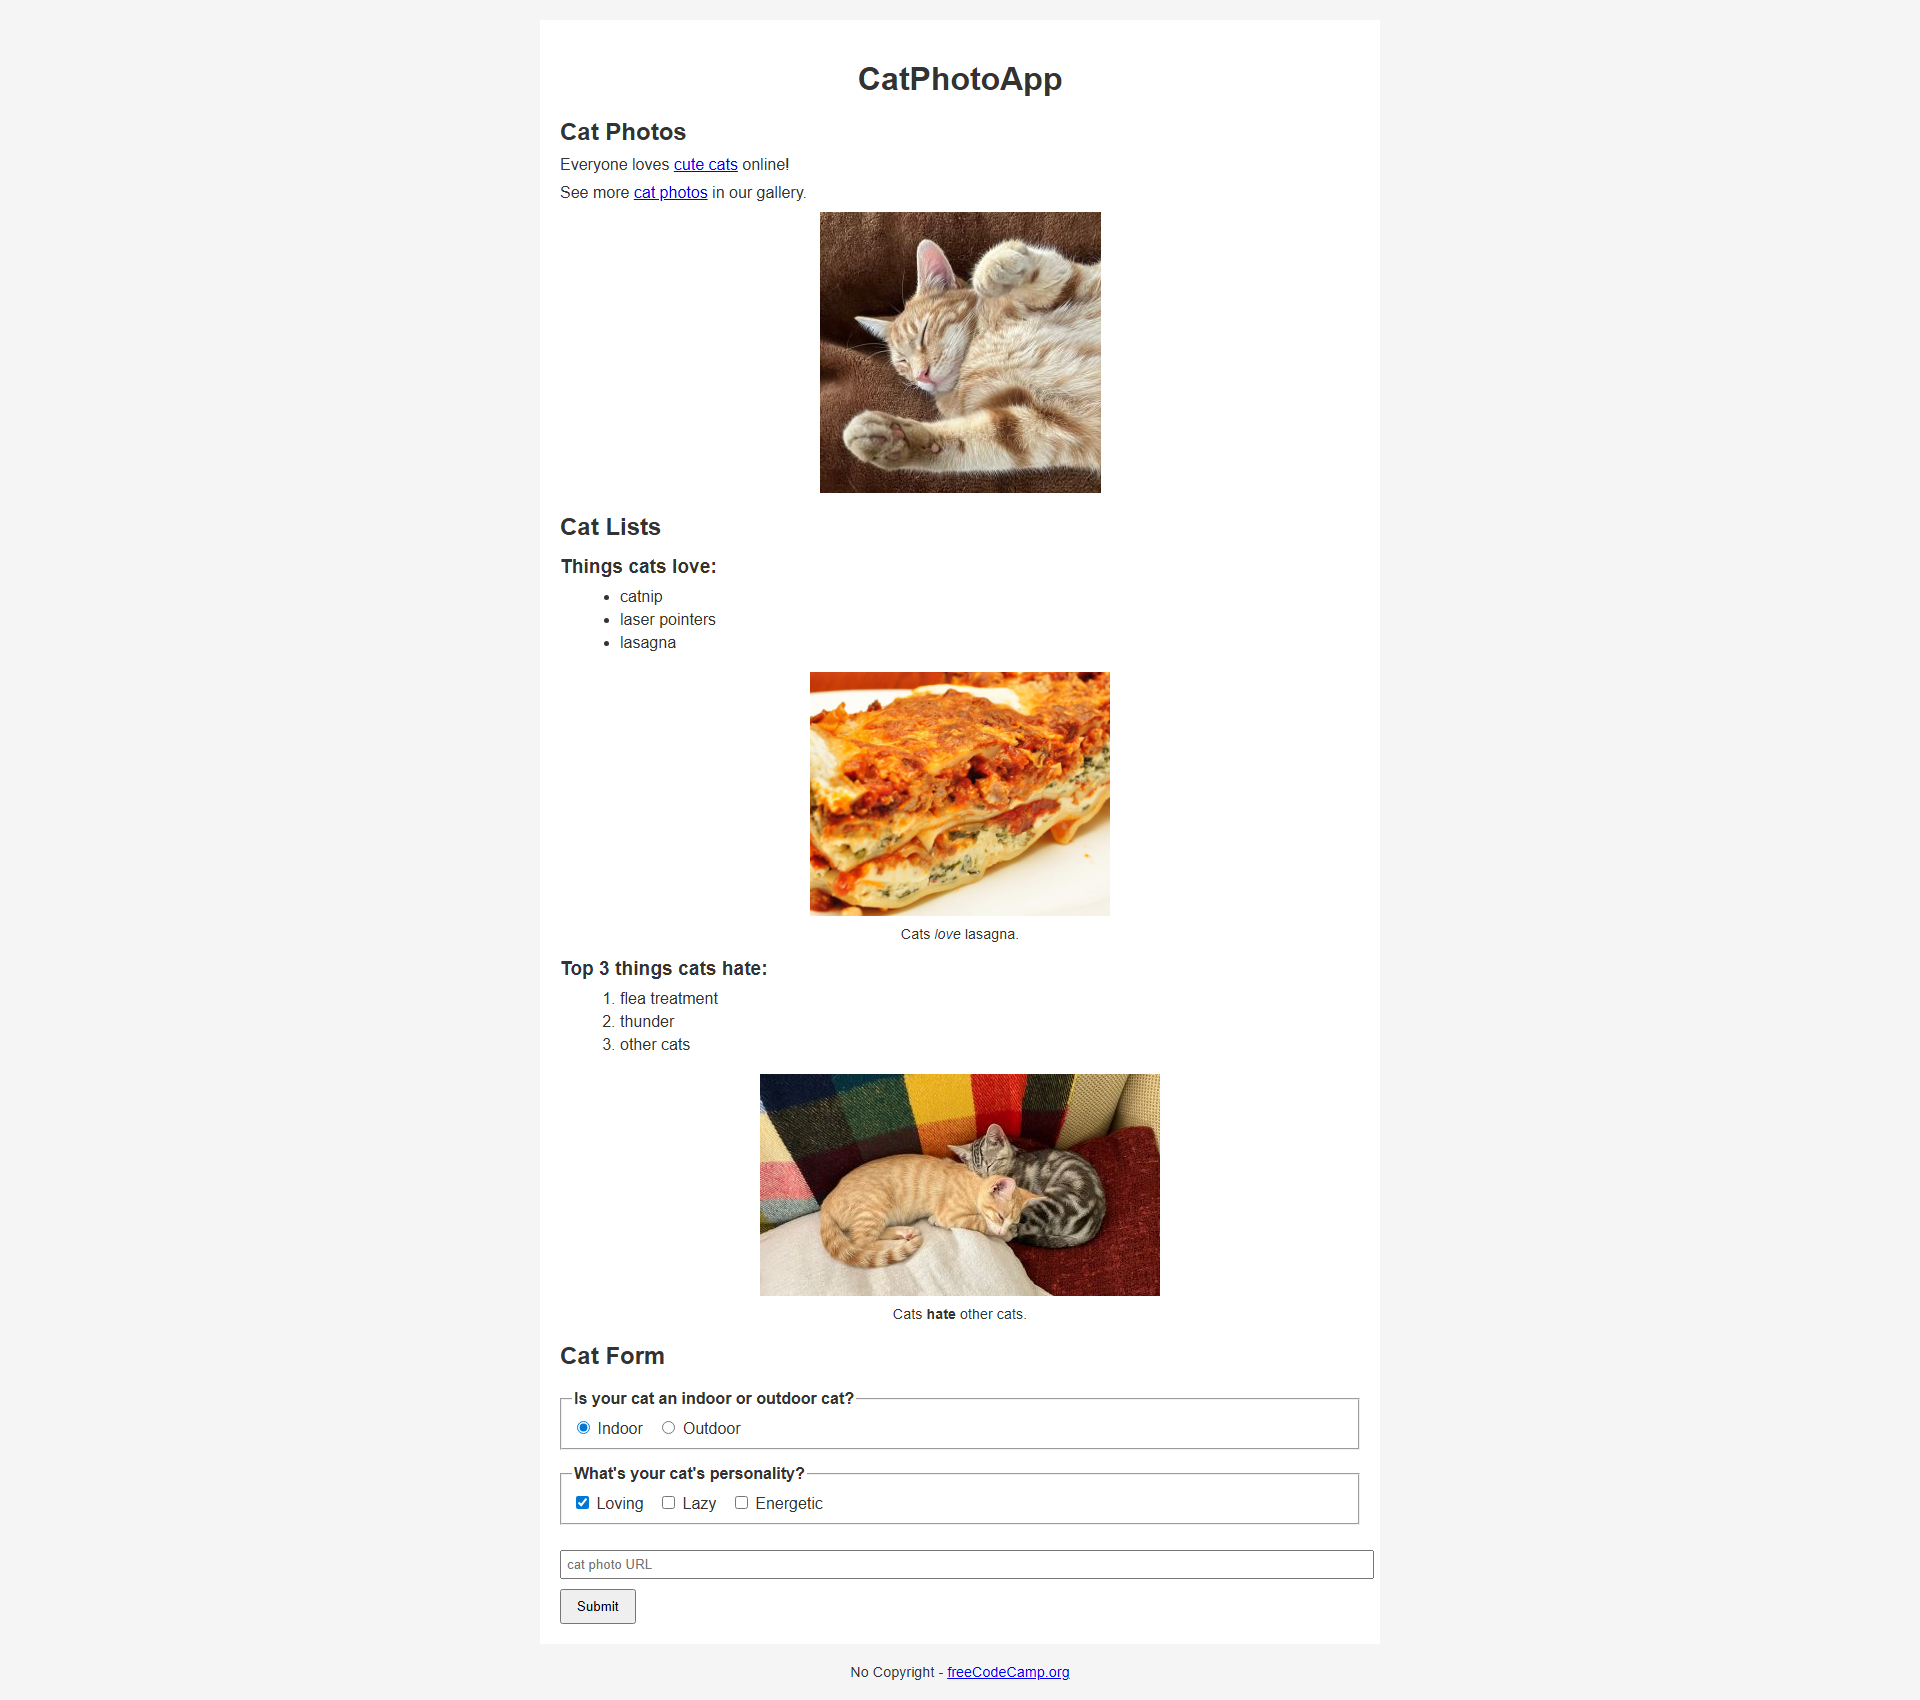 CatPhotoApp
Cat Photos
Everyone loves cute cats online!
See more cat photos in our gallery.
Cat Lists
Things cats love:
• catnip
• laser pointers
• lasagna
Cats love lasagna.
Top 3 things cats hate:
1. flea treatment
2. thunder
3. other cats
Cats hate other cats.
Cat Form
Is your cat an indoor or outdoor cat?
Indoor Outdoor
What's your cat's personality?
Loving Lazy Energetic
cat photo URL
Submit
No Copyright - freeCodeCamp.org